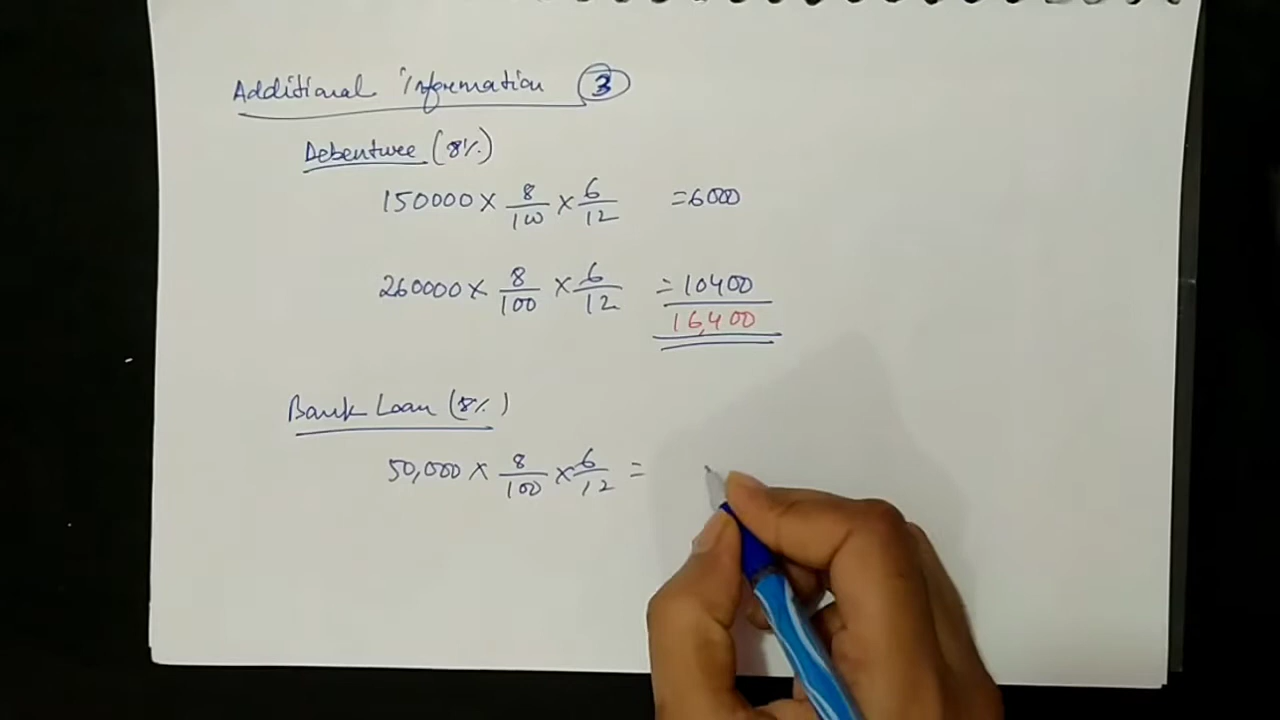 Additional Information 3
Debenture (8%)
150000 × 8/100 × 6/12 = 6000
260000 × 8/100 × 6/12 = 10400
16,400
Bank Loan (8%)
50,000 × 8/100 × 6/12 =